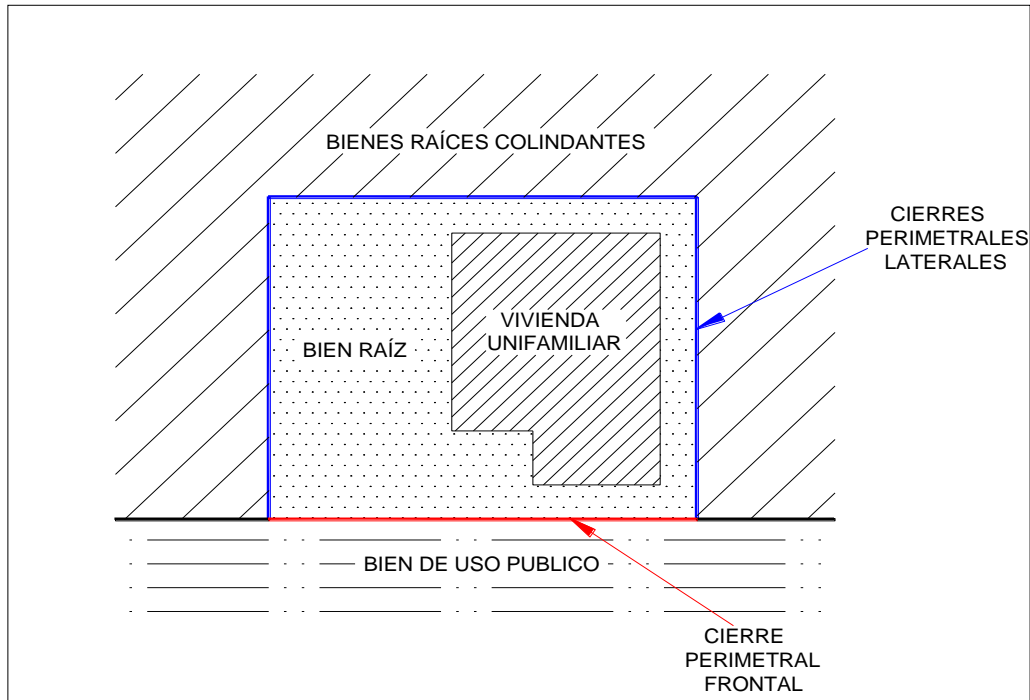 BIENES RAÍCES COLINDANTES
CIERRES
PERIMETRALES
LATERALES
VIVIENDA
UNIFAMILIAR
BIEN RAÍZ
BIEN DE USO PUBLICO
CIERRE
PERIMETRAL
FRONTAL